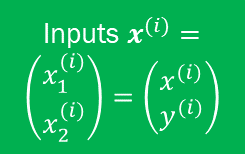 Inputs 𝒙⁽ⁱ⁾ =
(x₁⁽ⁱ⁾ x₂⁽ⁱ⁾) = (x⁽ⁱ⁾ y⁽ⁱ⁾)